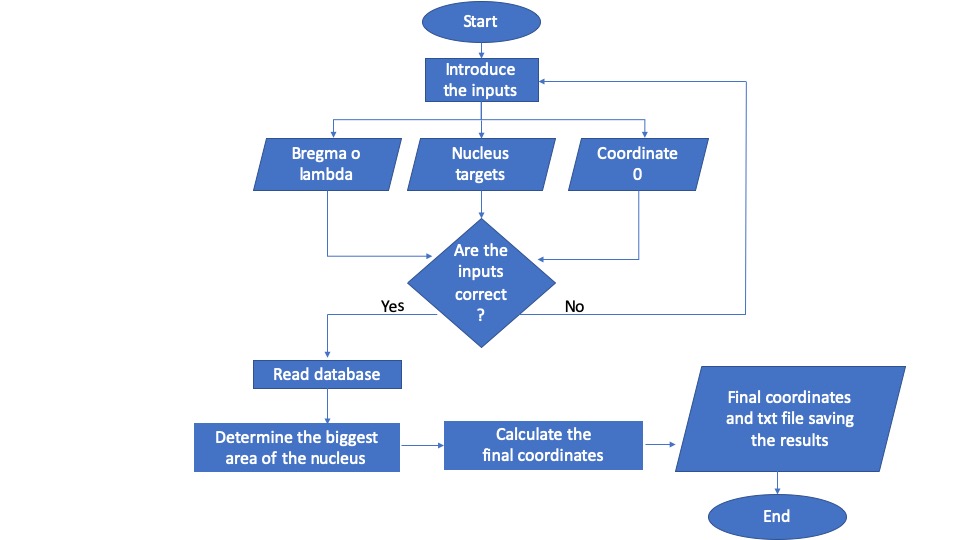 Start
Introduce
the inputs
Bregma o
lambda
Nucleus
targets
Coordinate
0
Are the
inputs
correct
?
Yes
No
Read database
Determine the biggest
area of the nucleus
Calculate the
final coordinates
Final coordinates
and txt file saving
the results
End